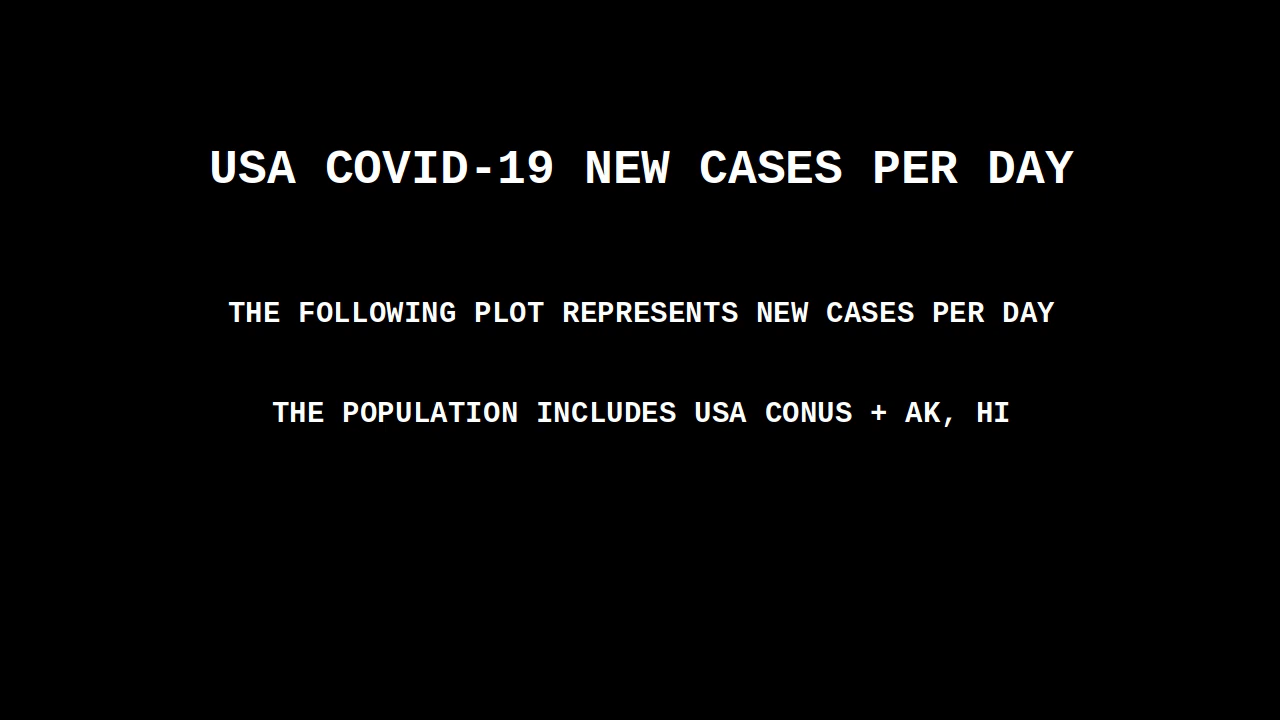 USA COVID-19 NEW CASES PER DAY
THE FOLLOWING PLOT REPRESENTS NEW CASES PER DAY
THE POPULATION INCLUDES USA CONUS + AK, HI